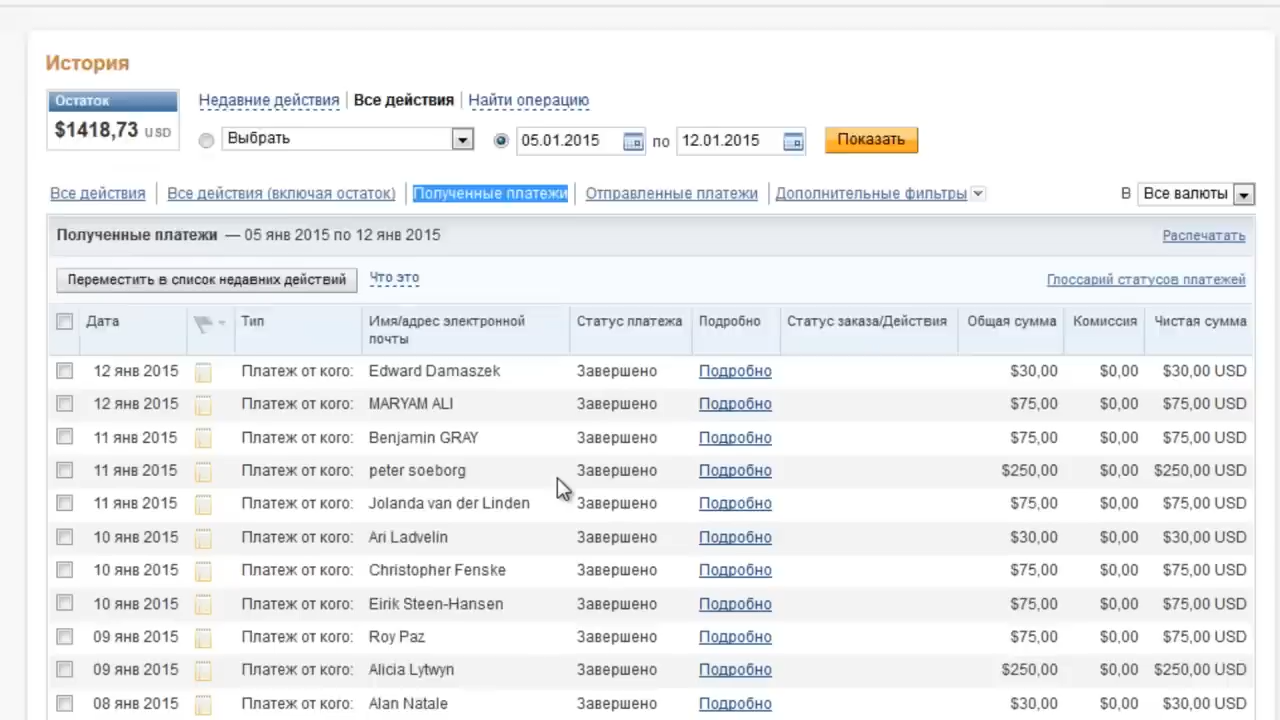 История
Остаток
$1418,73 USD
Недавние действия Все действия Найти операцию
Выбрать 05.01.2015 по 12.01.2015 Показать
Все действия Все действия (включая остаток) Полученные платежи Отправленные платежи Дополнительные фильтры В Все валюты
Полученные платежи — 05 янв 2015 по 12 янв 2015 Распечатать
Переместить в список недавних действий Что это Глоссарий статусов платежей
Дата Тип Имя/адрес электронной почты Статус платежа Подробно Статус заказа/Действия Общая сумма Комиссия Чистая сумма
12 янв 2015 Платеж от кого: Edward Damaszek Завершено Подробно $30,00 $0,00 $30,00 USD
12 янв 2015 Платеж от кого: MARYAM ALI Завершено Подробно $75,00 $0,00 $75,00 USD
11 янв 2015 Платеж от кого: Benjamin GRAY Завершено Подробно $75,00 $0,00 $75,00 USD
11 янв 2015 Платеж от кого: peter soeborg Завершено Подробно $250,00 $0,00 $250,00 USD
11 янв 2015 Платеж от кого: Jolanda van der Linden Завершено Подробно $75,00 $0,00 $75,00 USD
10 янв 2015 Платеж от кого: Ari Ladvelin Завершено Подробно $30,00 $0,00 $30,00 USD
10 янв 2015 Платеж от кого: Christopher Fenske Завершено Подробно $75,00 $0,00 $75,00 USD
10 янв 2015 Платеж от кого: Eirik Steen-Hansen Завершено Подробно $75,00 $0,00 $75,00 USD
09 янв 2015 Платеж от кого: Roy Paz Завершено Подробно $75,00 $0,00 $75,00 USD
09 янв 2015 Платеж от кого: Alicia Lytwyn Завершено Подробно $250,00 $0,00 $250,00 USD
08 янв 2015 Платеж от кого: Alan Natale Завершено Подробно $30,00 $0,00 $30,00 USD